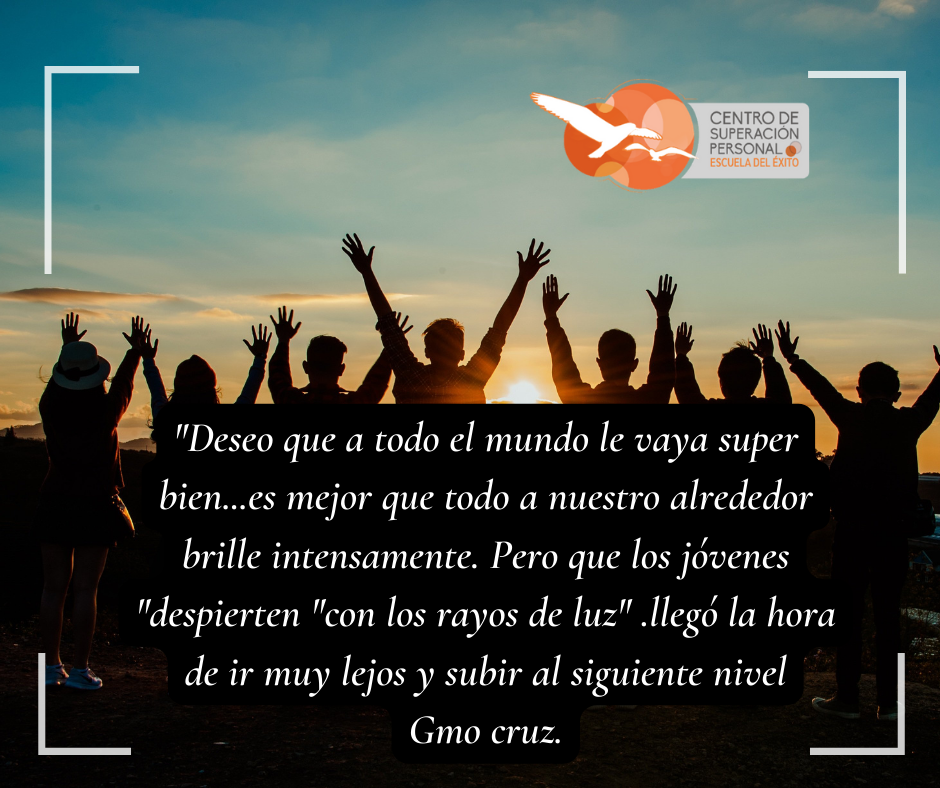 CENTRO DE
SUPERACIÓN
PERSONAL
ESCUELA DEL ÉXITO
"Deseo que a todo el mundo le vaya super
bien...es mejor que todo a nuestro alrededor
brille intensamente. Pero que los jóvenes
"despierten "con los rayos de luz" .llegó la hora
de ir muy lejos y subir al siguiente nivel
Gmo cruz.